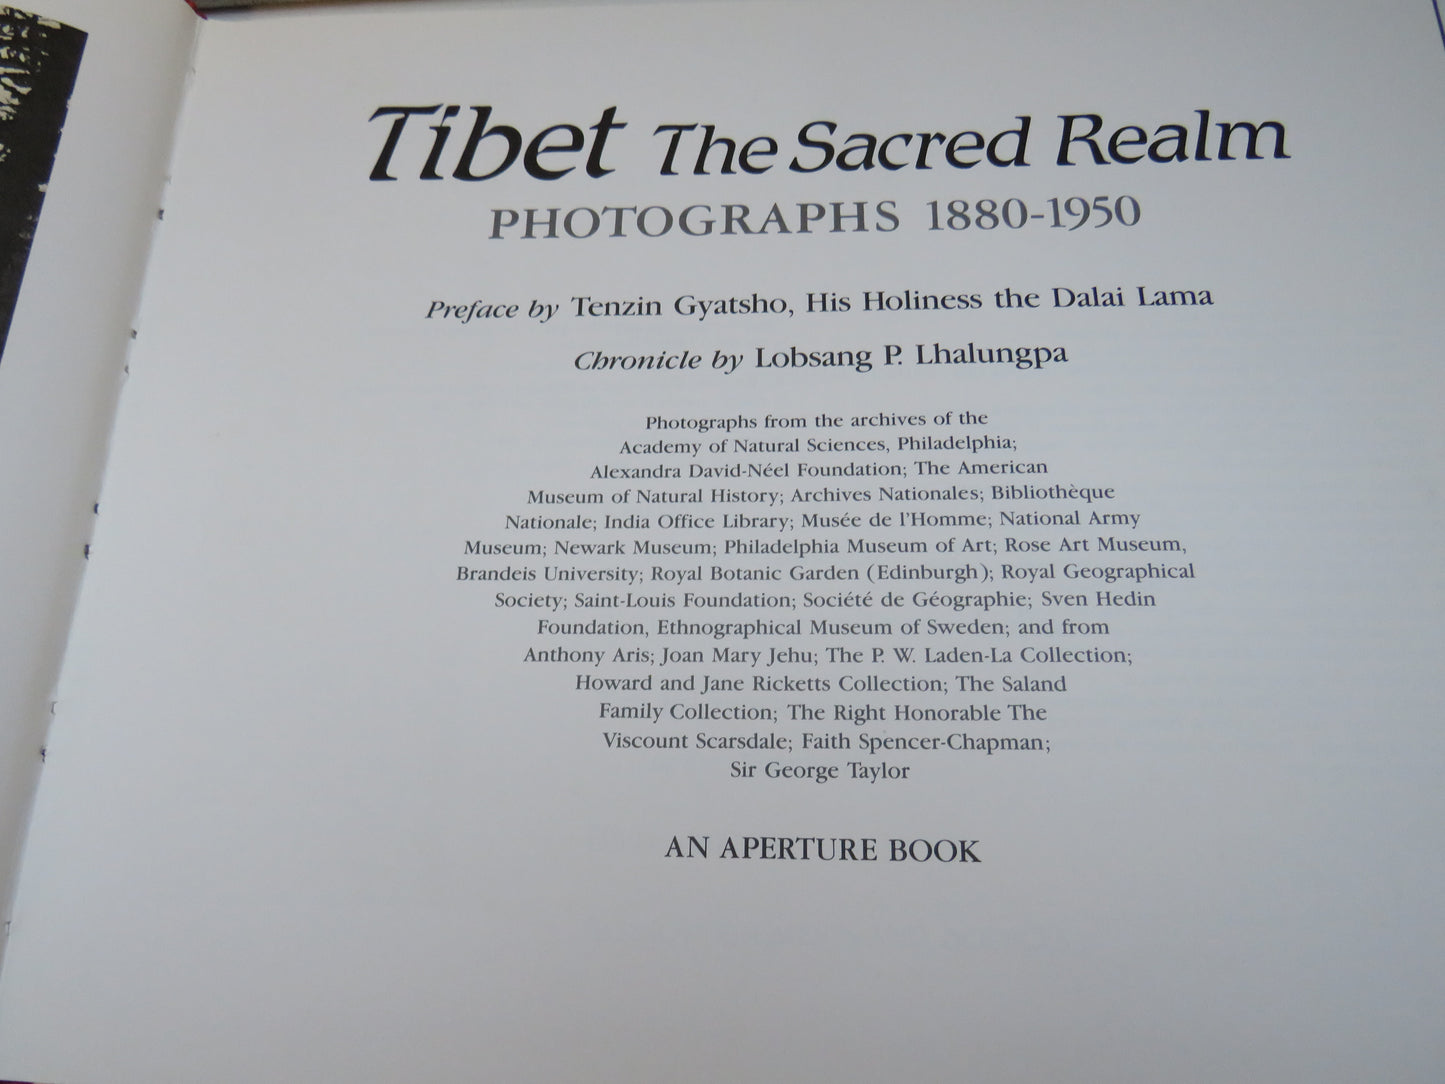 Tibet The Sacred Realm
PHOTOGRAPHS 1880-1950
Preface by Tenzin Gyatsho, His Holiness the Dalai Lama
Chronicle by Lobsang P. Lhalungpa
Photographs from the archives of the
Academy of Natural Sciences, Philadelphia;
Alexandra David-Néel Foundation; The American
Museum of Natural History; Archives Nationales; Bibliothèque
Nationale; India Office Library; Musée de l'Homme; National Army
Museum; Newark Museum; Philadelphia Museum of Art; Rose Art Museum,
Brandeis University; Royal Botanic Garden (Edinburgh); Royal Geographical
Society; Saint-Louis Foundation; Société de Géographie; Sven Hedin
Foundation, Ethnographical Museum of Sweden; and from
Anthony Aris; Joan Mary Jehu; The P. W. Laden-La Collection;
Howard and Jane Ricketts Collection; The Saland
Family Collection; The Right Honorable The
Viscount Scarsdale; Faith Spencer-Chapman;
Sir George Taylor
AN APERTURE BOOK